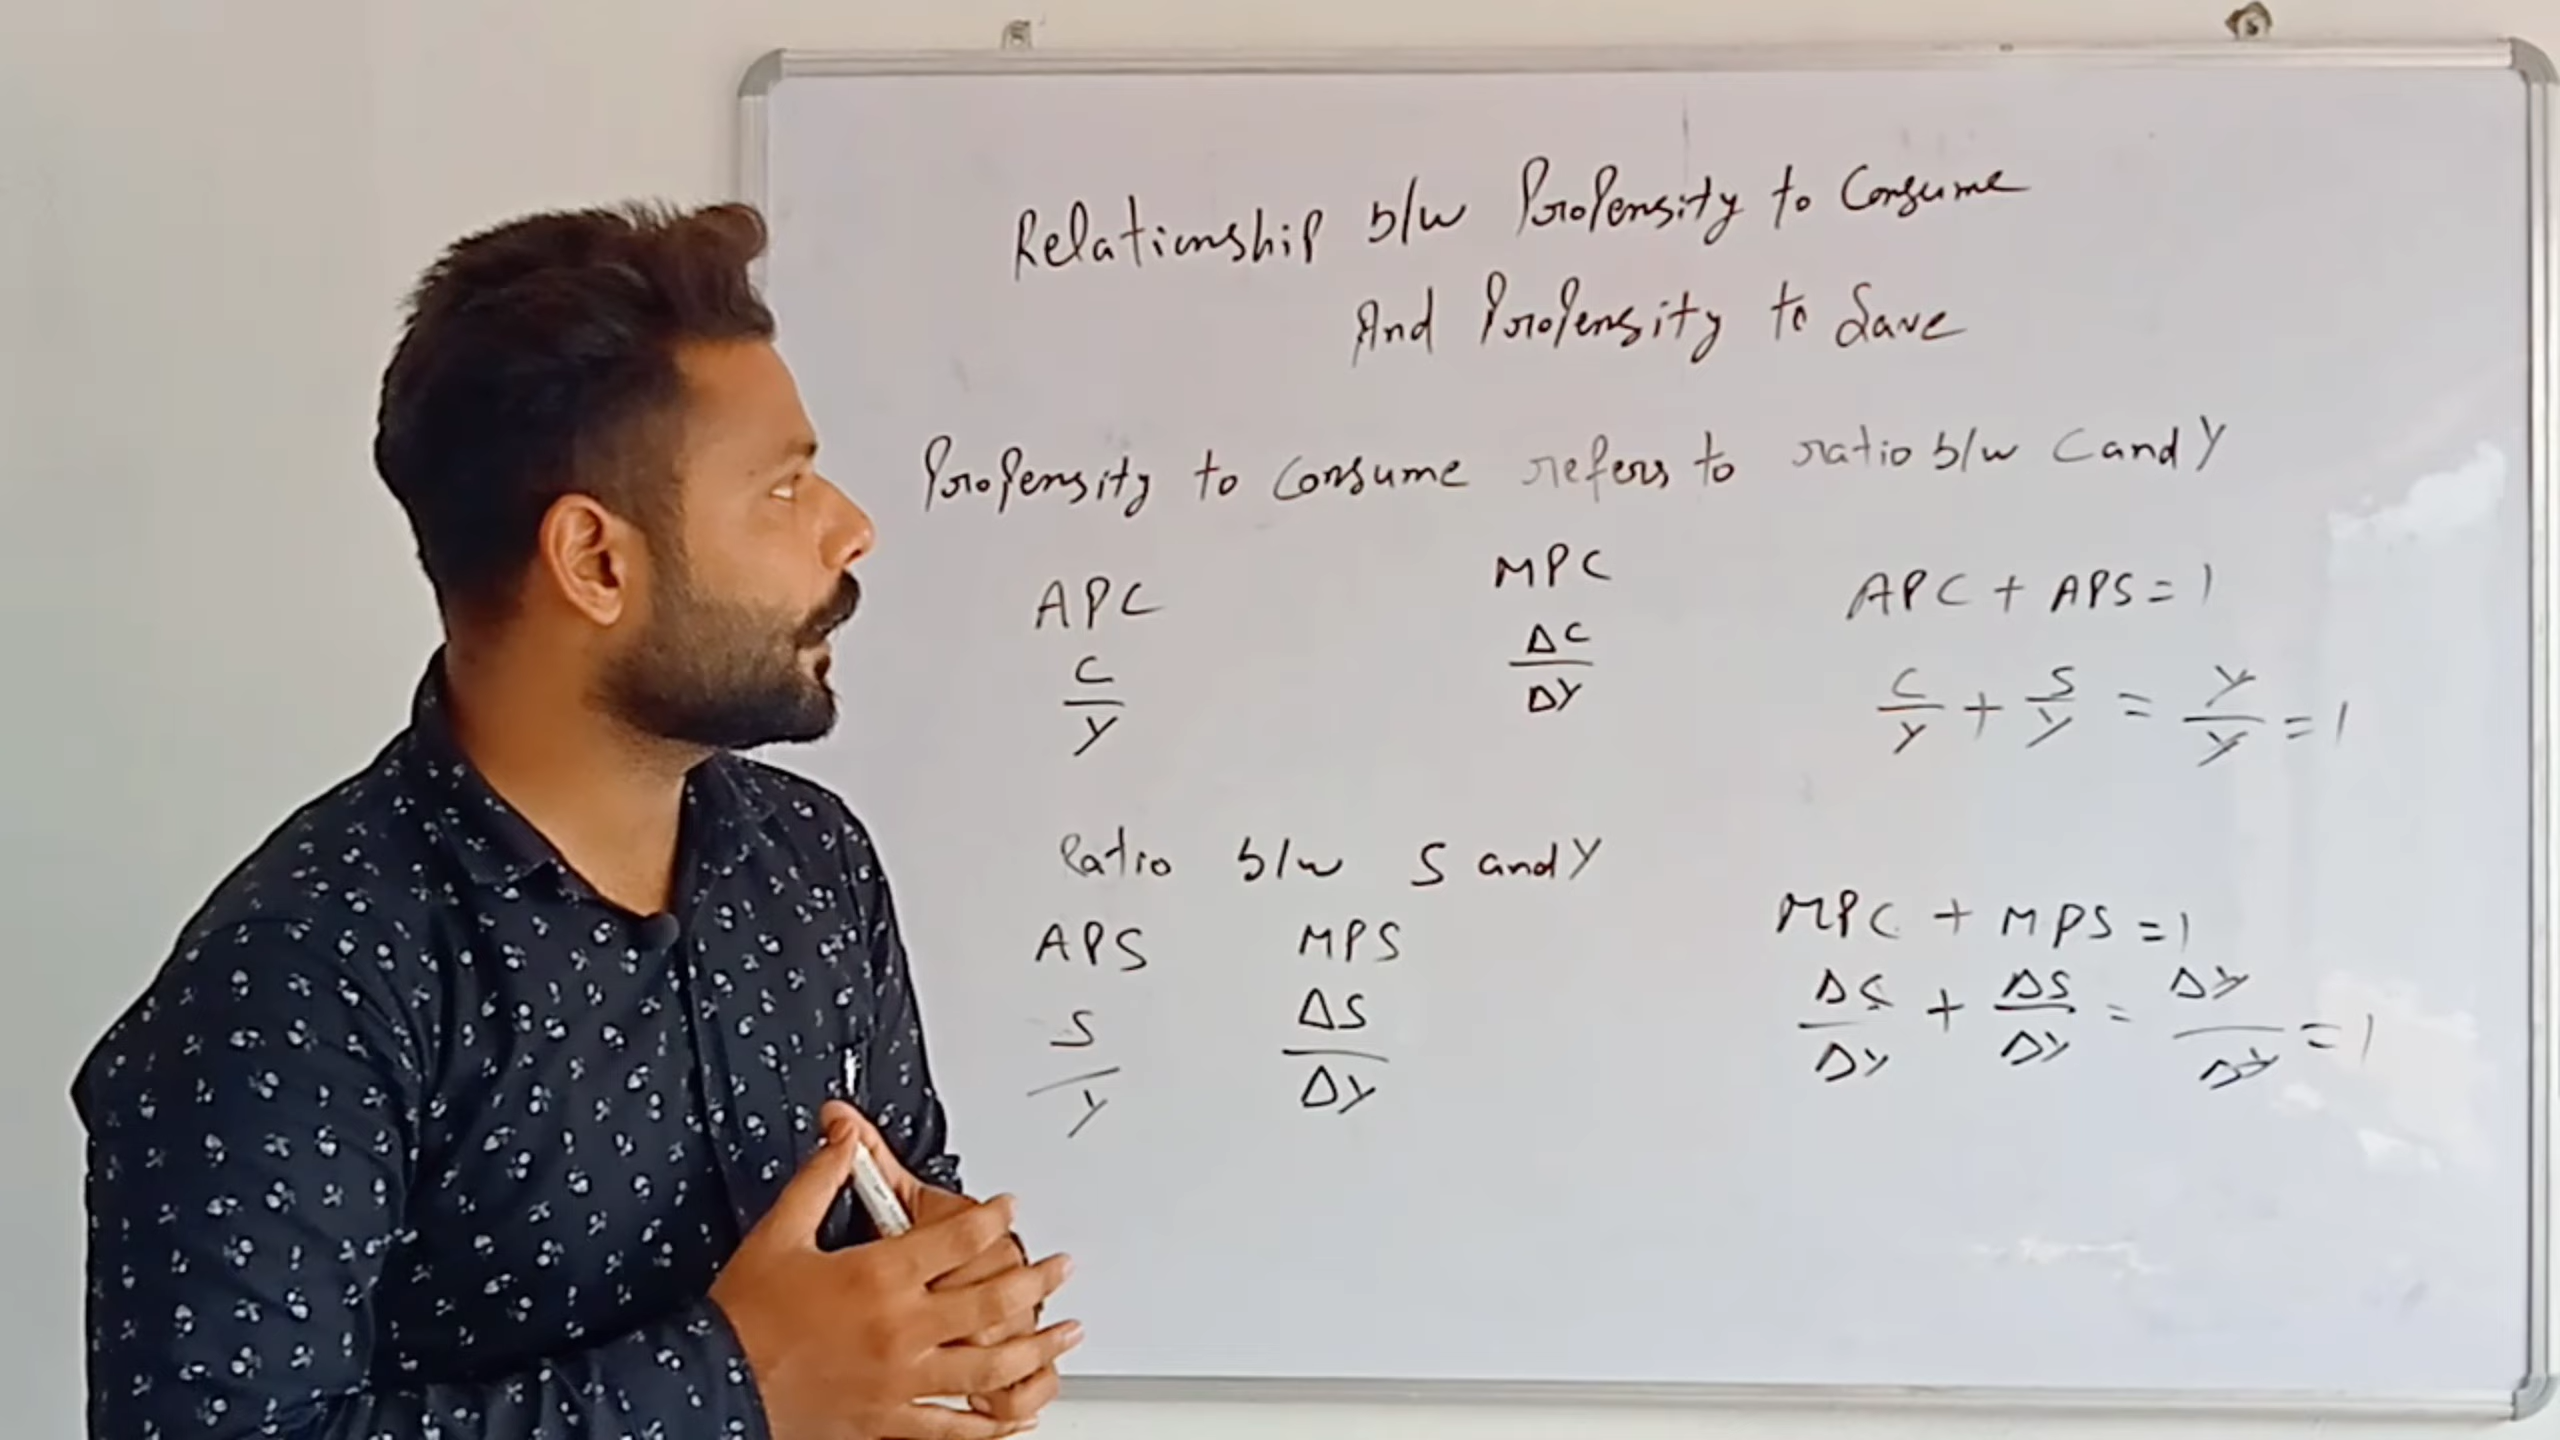 Relationship b/w Propensity to Consume
And Propensity to Save
Propensity to Consume refers to ratio b/w C and Y
APC
C
Y
MPC
ΔC
ΔY
APC + APS = 1
C/Y + S/Y = Y/Y = 1
Ratio b/w S and Y
APS
S
Y
MPS
ΔS
ΔY
MPC + MPS = 1
ΔC/ΔY + ΔS/ΔY = ΔY/ΔY = 1